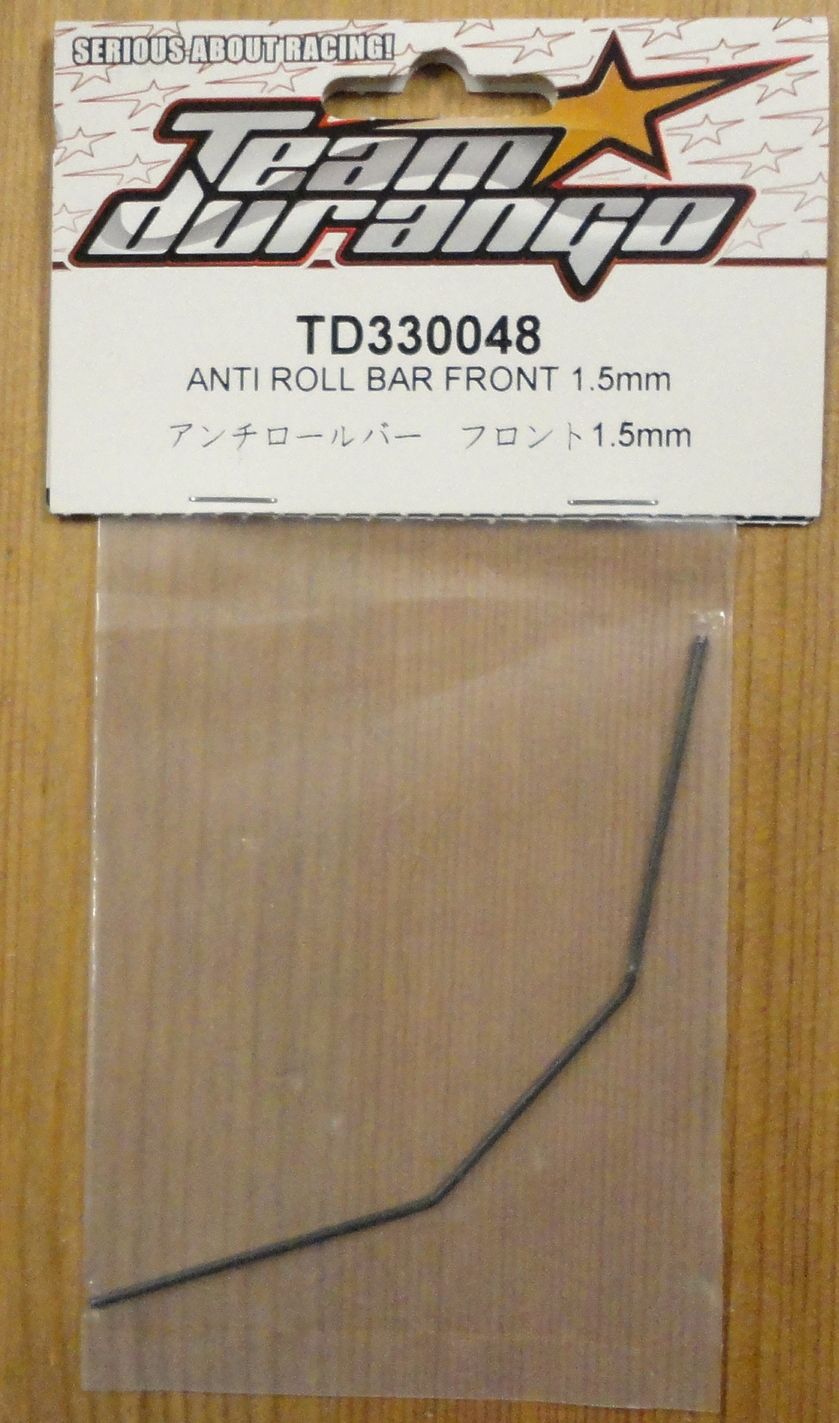 SERIOUS ABOUT RACING!
Team
durango
TD330048
ANTI ROLL BAR FRONT 1.5mm
アンチロールバー　フロント1.5mm